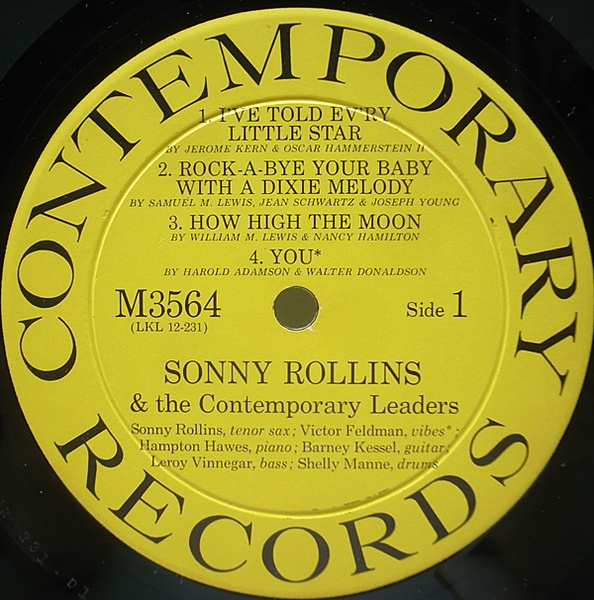 CONTEMPORARY
1. I'VE TOLD EV'RY
LITTLE STAR
BY JEROME KERN & OSCAR HAMMERSTEIN II
2. ROCK-A-BYE YOUR BABY
WITH A DIXIE MELODY
BY SAMUEL M. LEWIS, JEAN SCHWARTZ & JOSEPH YOUNG
3. HOW HIGH THE MOON
BY WILLIAM M. LEWIS & NANCY HAMILTON
4. YOU*
BY HAROLD ADAMSON & WALTER DONALDSON
M3564
Side 1
(LKL 12-231)
SONNY ROLLINS
& the Contemporary Leaders
Sonny Rollins, tenor sax; Victor Feldman, vibes*;
Hampton Hawes, piano; Barney Kessel, guitar;
Leroy Vinnegar, bass; Shelly Manne, drums
RECORDS